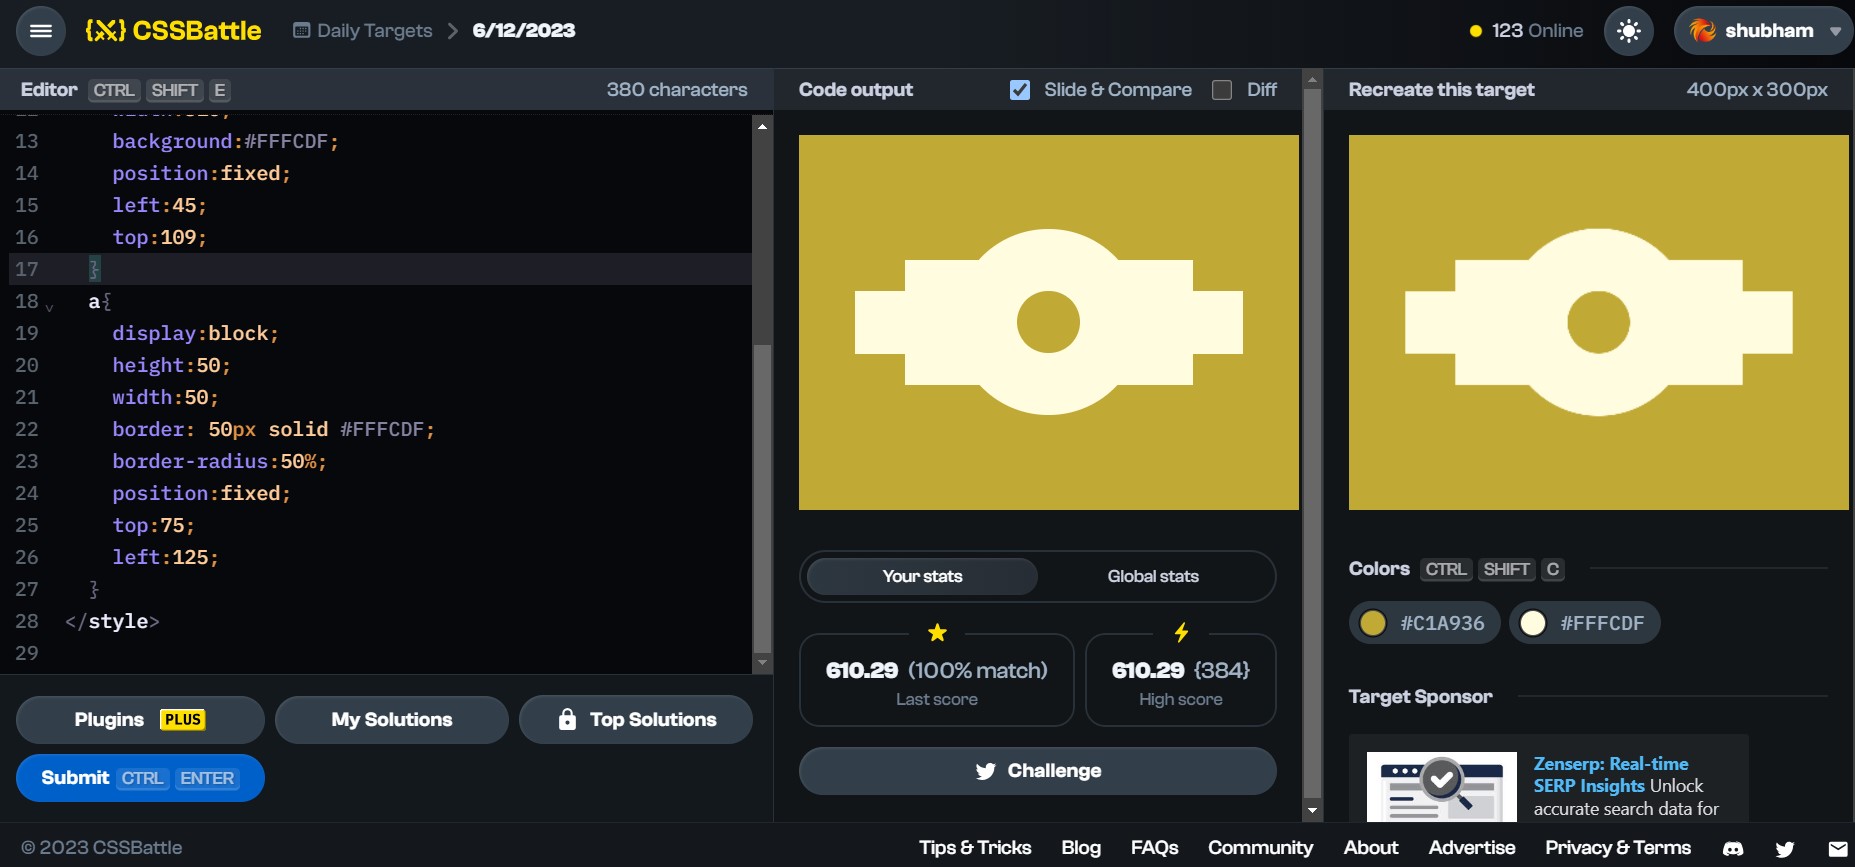 CSSBattle
Daily Targets
6/12/2023
123 Online
shubham
Editor CTRL SHIFT E
380 characters
13 background:#FFFCDF;
14 position:fixed;
15 left:45;
16 top:109;
17 }
18 a{
19 display:block;
20 height:50;
21 width:50;
22 border: 50px solid #FFFCDF;
23 border-radius:50%;
24 position:fixed;
25 top:75;
26 left:125;
27 }
28 </style>
29
Plugins PLUS
My Solutions
Top Solutions
Submit CTRL ENTER
Code output
Slide & Compare
Diff
Your stats
Global stats
610.29 (100% match)
Last score
610.29 {384}
High score
Challenge
Recreate this target
400px x 300px
Colors CTRL SHIFT C
#C1A936
#FFFCDF
Target Sponsor
Zenserp: Real-time
SERP Insights Unlock
accurate search data for
© 2023 CSSBattle
Tips & Tricks
Blog
FAQs
Community
About
Advertise
Privacy & Terms